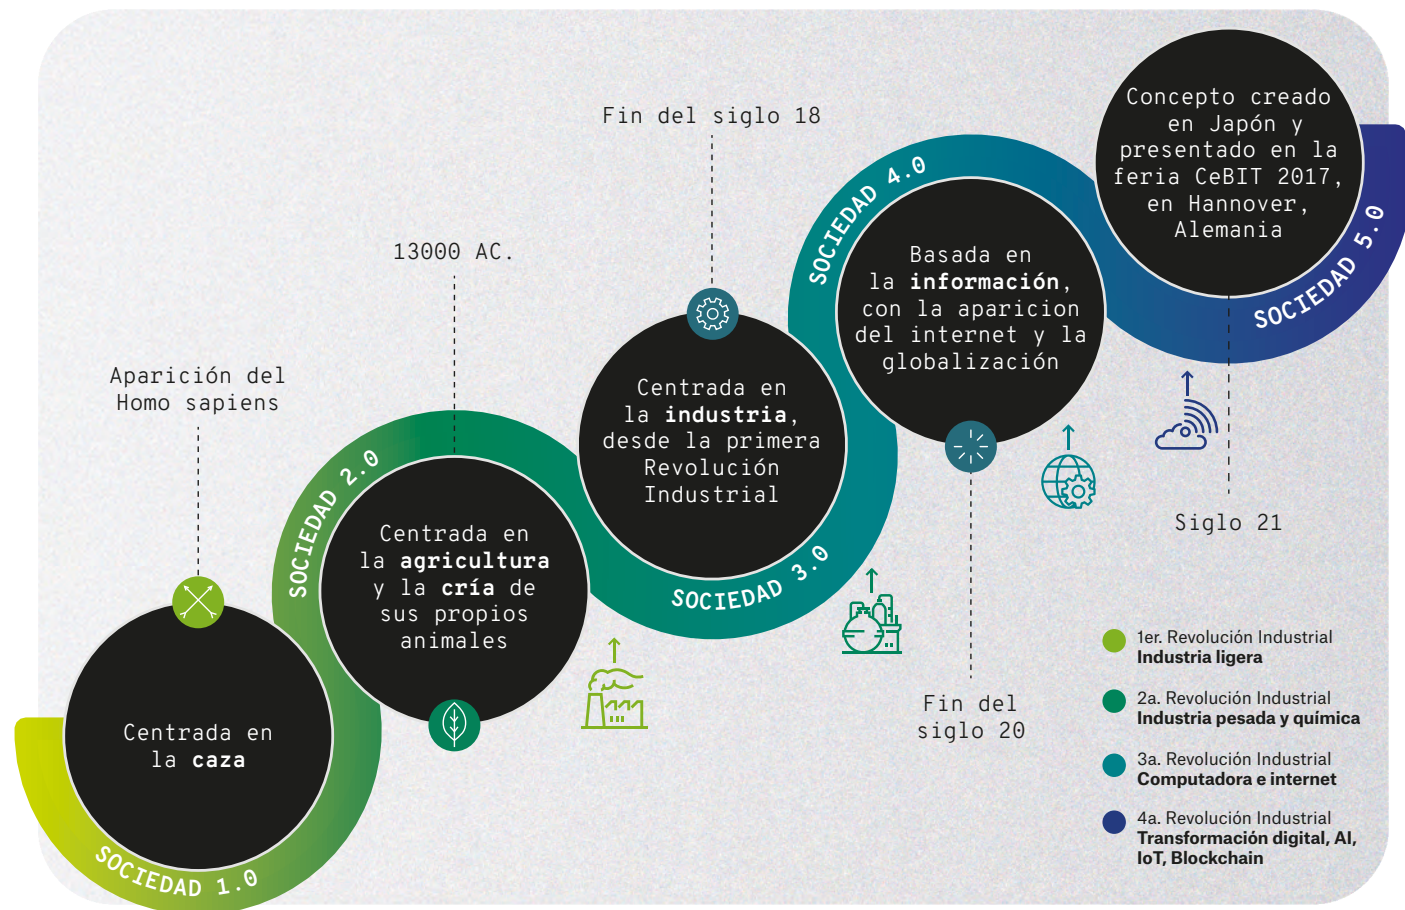 Aparición del
Homo sapiens
Centrada en
la caza
SOCIEDAD 1.0
13000 AC.
SOCIEDAD 2.0
Centrada en
la agricultura
y la cría de
sus propios
animales
Fin del siglo 18
Centrada en
la industria,
desde la primera
Revolución
Industrial
SOCIEDAD 3.0
SOCIEDAD 4.0
Basada en
la información,
con la aparicion
del internet y la
globalización
Fin del
siglo 20
Concepto creado
en Japón y
presentado en la
feria CeBIT 2017,
en Hannover,
Alemania
SOCIEDAD 5.0
Siglo 21
1er. Revolución Industrial
Industria ligera
2a. Revolución Industrial
Industria pesada y química
3a. Revolución Industrial
Computadora e internet
4a. Revolución Industrial
Transformación digital, AI,
IoT, Blockchain